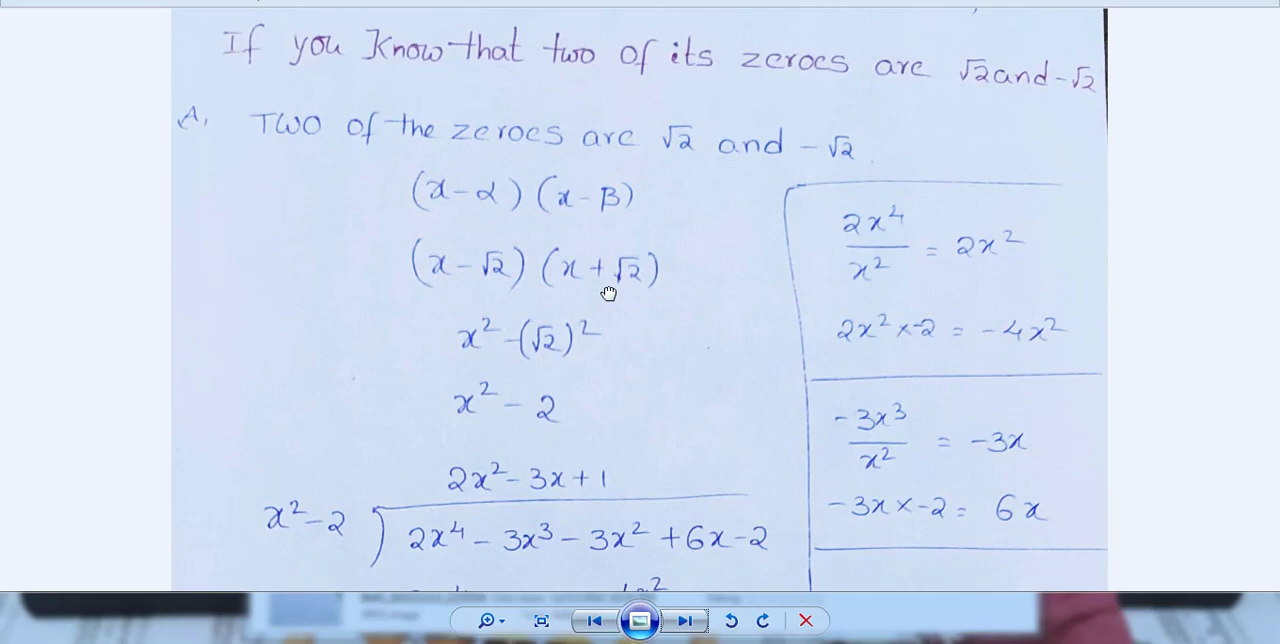 If you know that two of its zeroes are √2 and -√2
A. Two of the zeroes are √2 and -√2.
(x-α) (x-β)
(x-√2) (x+√2)
x²-(√2)²
x² - 2
2x²- 3x + 1
x²-2 ) 2x⁴ - 3x³ - 3x² + 6x - 2
2x⁴/x² = 2x²
2x² x -2 = -4x²
-3x³/x² = -3x
-3x x -2 = 6x